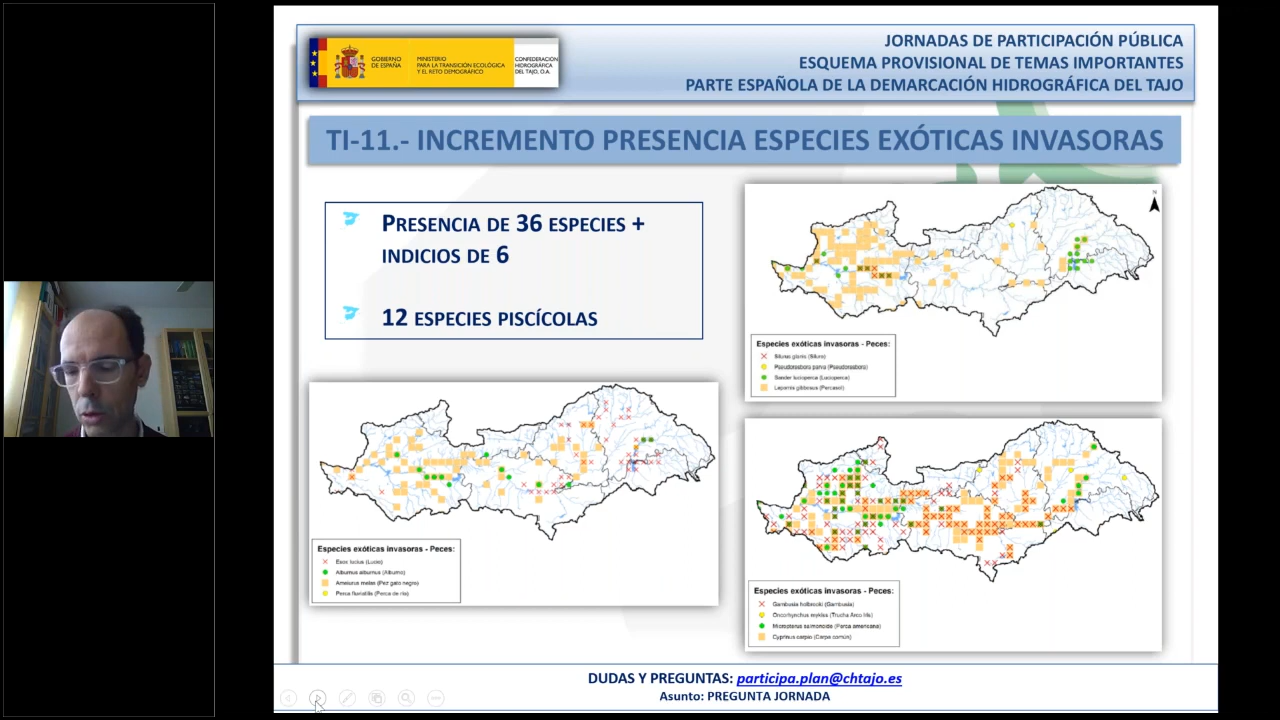 GOBIERNO
DE ESPAÑA
MINISTERIO
PARA LA TRANSICIÓN ECOLÓGICA
Y EL RETO DEMOGRÁFICO
CONFEDERACIÓN
HIDROGRÁFICA
DEL TAJO, O.A.
JORNADAS DE PARTICIPACIÓN PÚBLICA
ESQUEMA PROVISIONAL DE TEMAS IMPORTANTES
PARTE ESPAÑOLA DE LA DEMARCACIÓN HIDROGRÁFICA DEL TAJO
TI-11.- INCREMENTO PRESENCIA ESPECIES EXÓTICAS INVASORAS
PRESENCIA DE 36 ESPECIES +
INDICIOS DE 6
12 ESPECIES PISCÍCOLAS
N
Especies exóticas invasoras - Peces:
Silurus glanis (Siluro)
Pseudorasbora parva (Pseudorasbora)
Sander lucioperca (Lucioperca)
Lepomis gibbosus (Percasol)
Especies exóticas invasoras - Peces:
Esox lucius (Lucio)
Alburnus alburnus (Alburno)
Ameiurus melas (Pez gato negro)
Perca fluviatilis (Perca de río)
Especies exóticas invasoras - Peces:
Gambusia holbrooki (Gambusia)
Oncorhynchus mykiss (Trucha Arco Iris)
Micropterus salmonoide (Perca americana)
Cyprinus carpio (Carpa común)
DUDAS Y PREGUNTAS: participa.plan@chtajo.es
Asunto: PREGUNTA JORNADA